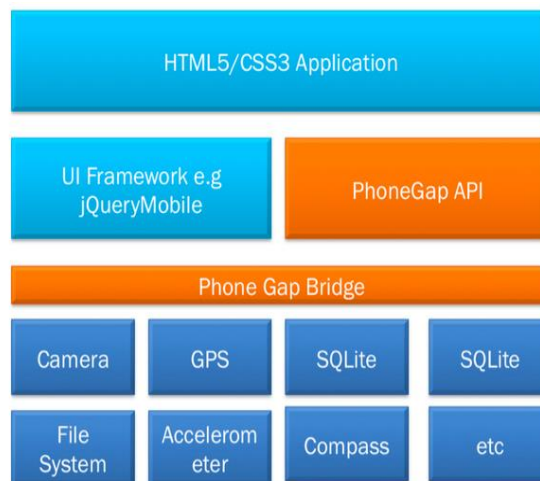 HTML5/CSS3 Application
UI Framework e.g
jQueryMobile
PhoneGap API
Phone Gap Bridge
Camera
GPS
SQLite
SQLite
File
System
Accelerom
eter
Compass
etc